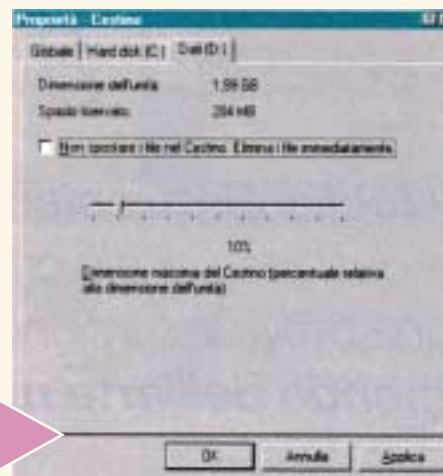 Proprietà - Cestino
Globale Hard disk (C:) Dati (D:)
Dimensione dell'unità: 1,99 GB
Spazio riservato: 204 MB
Non spostare i file nel Cestino. Elimina i file immediatamente.
10%
Dimensione massima del Cestino (percentuale relativa
alla dimensione dell'unità)
OK Annulla Applica